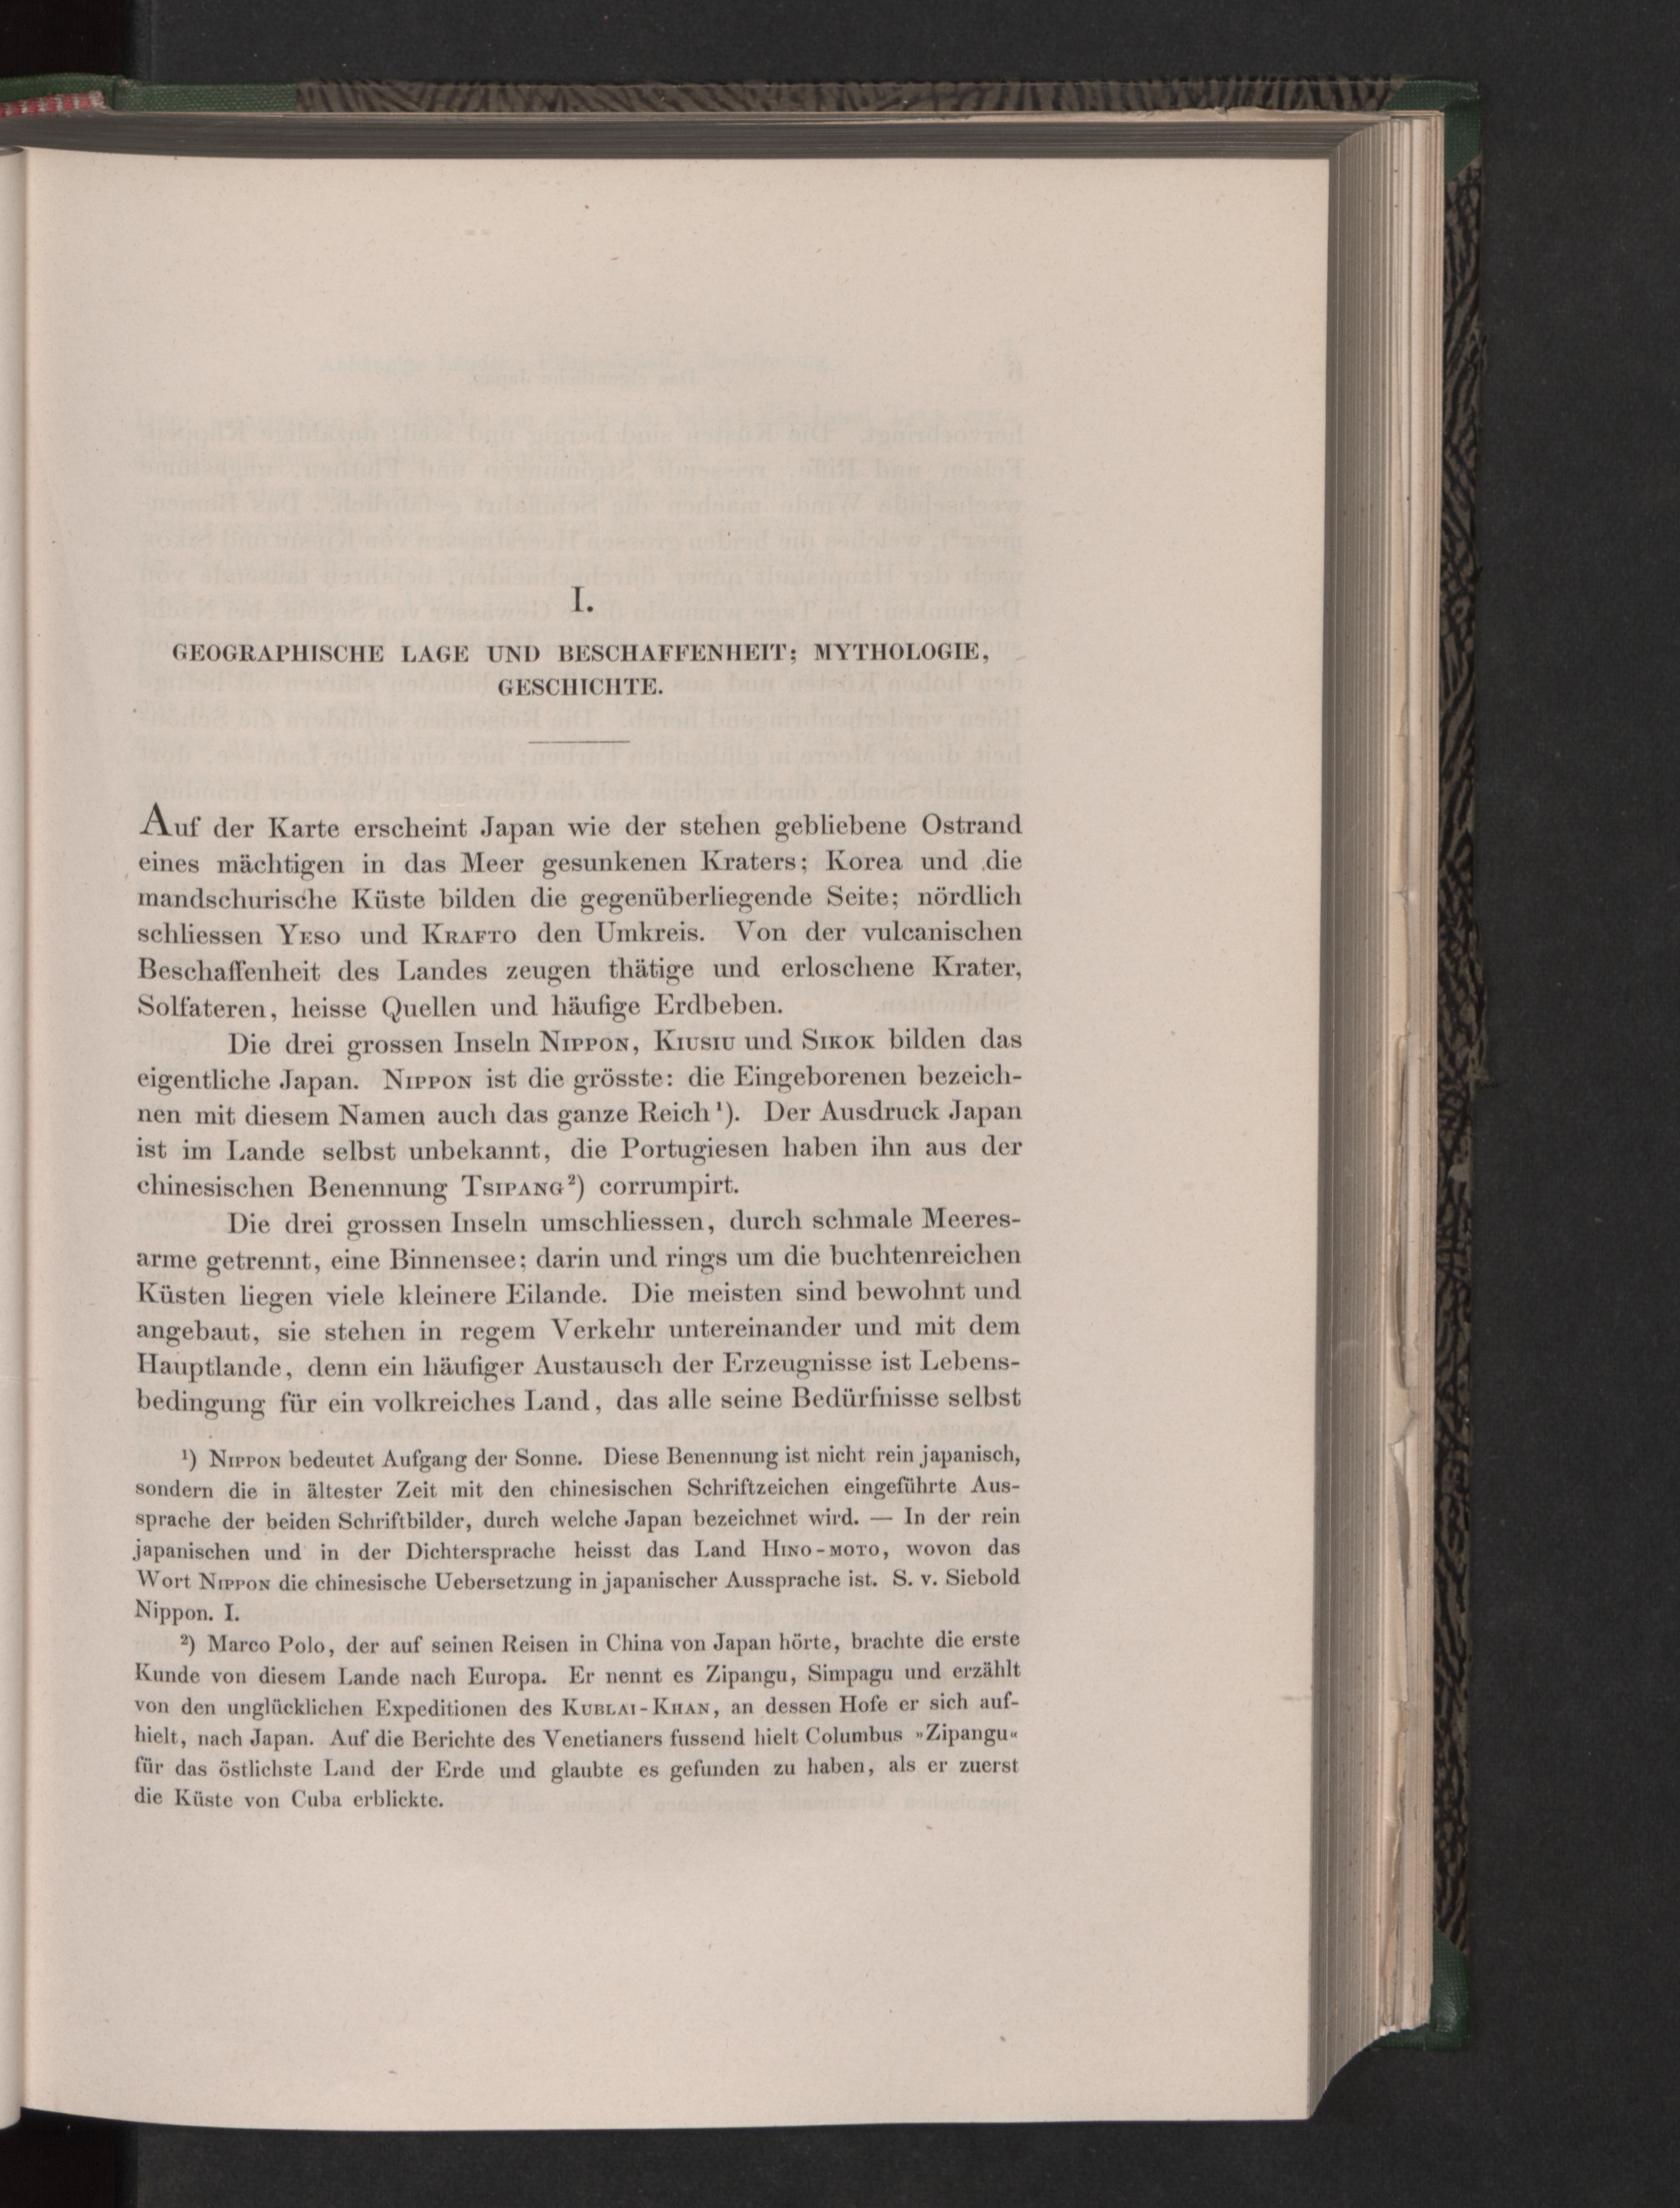 I.
GEOGRAPHISCHE LAGE UND BESCHAFFENHEIT; MYTHOLOGIE,
GESCHICHTE.
Auf der Karte erscheint Japan wie der stehen gebliebene Ostrand
eines mächtigen in das Meer gesunkenen Kraters; Korea und die
mandschurische Küste bilden die gegenüberliegende Seite; nördlich
schliessen Yeso und Krafto den Umkreis. Von der vulcanischen
Beschaffenheit des Landes zeugen thätige und erloschene Krater,
Solfateren, heisse Quellen und häufige Erdbeben.
Die drei grossen Inseln Nippon, Kiusiu und Sikok bilden das
eigentliche Japan. Nippon ist die grösste: die Eingeborenen bezeich-
nen mit diesem Namen auch das ganze Reich¹). Der Ausdruck Japan
ist im Lande selbst unbekannt, die Portugiesen haben ihn aus der
chinesischen Benennung Tsipang²) corrumpirt.
Die drei grossen Inseln umschliessen, durch schmale Meeres-
arme getrennt, eine Binnensee; darin und rings um die buchtenreichen
Küsten liegen viele kleinere Eilande. Die meisten sind bewohnt und
angebaut, sie stehen in regem Verkehr untereinander und mit dem
Hauptlande, denn ein häufiger Austausch der Erzeugnisse ist Lebens-
bedingung für ein volkreiches Land, das alle seine Bedürfnisse selbst
¹) Nippon bedeutet Aufgang der Sonne. Diese Benennung ist nicht rein japanisch,
sondern die in ältester Zeit mit den chinesischen Schriftzeichen eingeführte Aus-
sprache der beiden Schriftbilder, durch welche Japan bezeichnet wird. — In der rein
japanischen und in der Dichtersprache heisst das Land Hino-moto, wovon das
Wort Nippon die chinesische Uebersetzung in japanischer Aussprache ist. S. v. Siebold
Nippon. I.
²) Marco Polo, der auf seinen Reisen in China von Japan hörte, brachte die erste
Kunde von diesem Lande nach Europa. Er nennt es Zipangu, Simpagu und erzählt
von den unglücklichen Expeditionen des Kublai-Khan, an dessen Hofe er sich auf-
hielt, nach Japan. Auf die Berichte des Venetianers fussend hielt Columbus »Zipangu«
für das östlichste Land der Erde und glaubte es gefunden zu haben, als er zuerst
die Küste von Cuba erblickte.